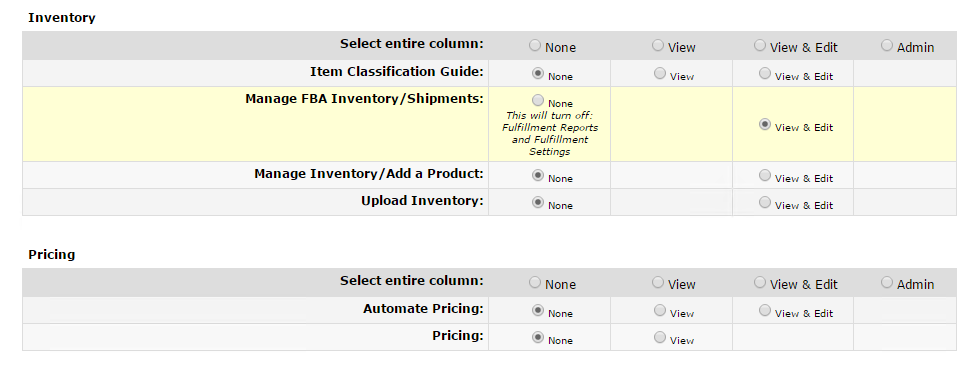 Inventory
Select entire column: None View View & Edit Admin
Item Classification Guide: None View View & Edit
Manage FBA Inventory/Shipments: None
This will turn off:
Fulfillment Reports
and Fulfillment
Settings
View & Edit
Manage Inventory/Add a Product: None View & Edit
Upload Inventory: None View & Edit
Pricing
Select entire column: None View View & Edit Admin
Automate Pricing: None View View & Edit
Pricing: None View